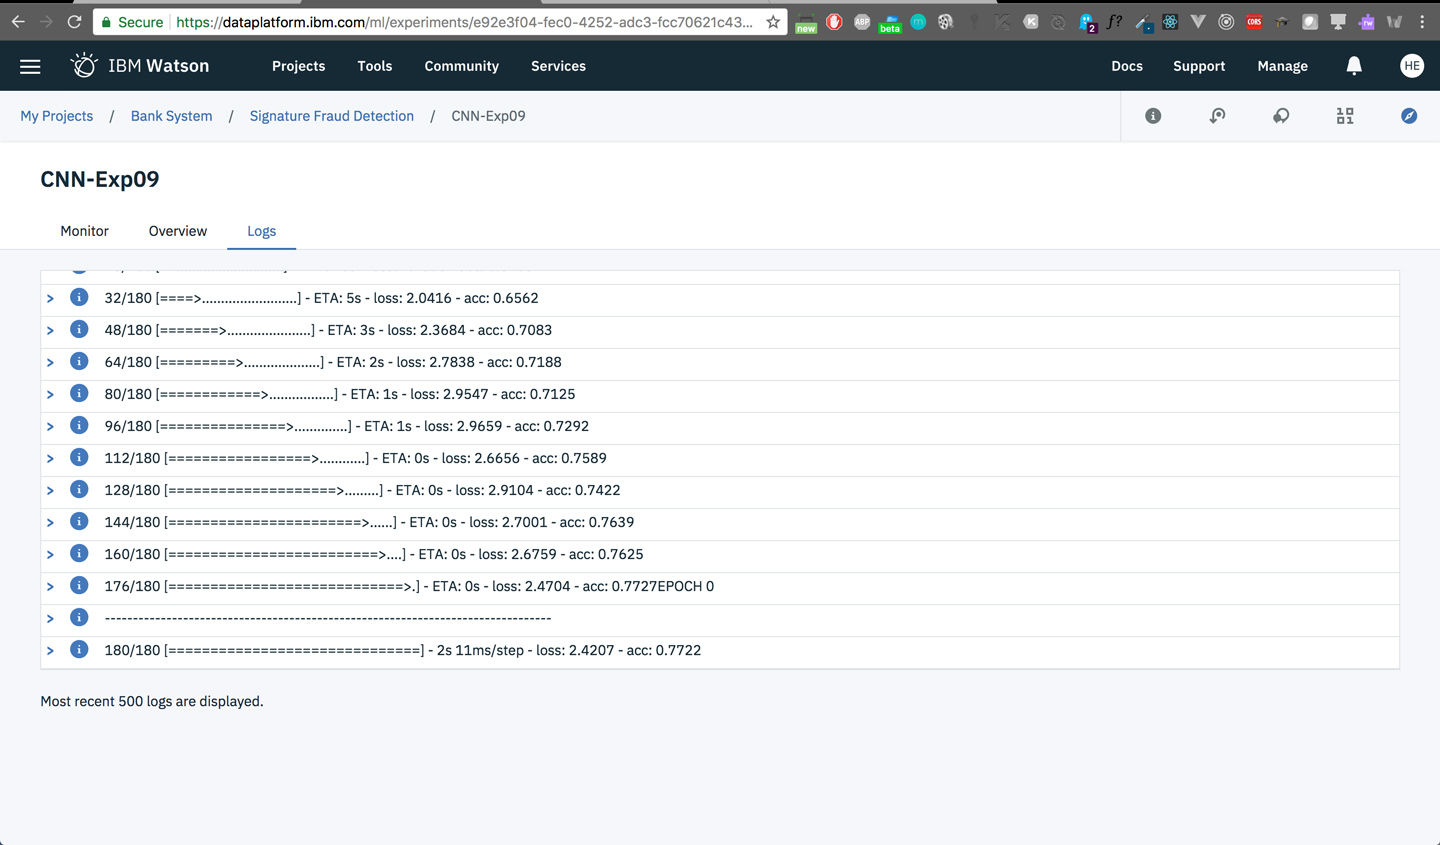 Secure https://dataplatform.ibm.com/ml/experiments/e92e3f04-fec0-4252-adc3-fcc70621c43...
new ABP beta m K 2 f? CORS rw
IBM Watson Projects Tools Community Services Docs Support Manage HE
My Projects / Bank System / Signature Fraud Detection / CNN-Exp09
CNN-Exp09
Monitor Overview Logs
> 32/180 [====>.........................] - ETA: 5s - loss: 2.0416 - acc: 0.6562
> 48/180 [=======>......................] - ETA: 3s - loss: 2.3684 - acc: 0.7083
> 64/180 [=========>....................] - ETA: 2s - loss: 2.7838 - acc: 0.7188
> 80/180 [============>.................] - ETA: 1s - loss: 2.9547 - acc: 0.7125
> 96/180 [===============>..............] - ETA: 1s - loss: 2.9659 - acc: 0.7292
> 112/180 [=================>............] - ETA: 0s - loss: 2.6656 - acc: 0.7589
> 128/180 [====================>.........] - ETA: 0s - loss: 2.9104 - acc: 0.7422
> 144/180 [=======================>......] - ETA: 0s - loss: 2.7001 - acc: 0.7639
> 160/180 [=========================>....] - ETA: 0s - loss: 2.6759 - acc: 0.7625
> 176/180 [============================>.] - ETA: 0s - loss: 2.4704 - acc: 0.7727EPOCH 0
> --------------------------------------------------------------------------------
> 180/180 [==============================] - 2s 11ms/step - loss: 2.4207 - acc: 0.7722
Most recent 500 logs are displayed.